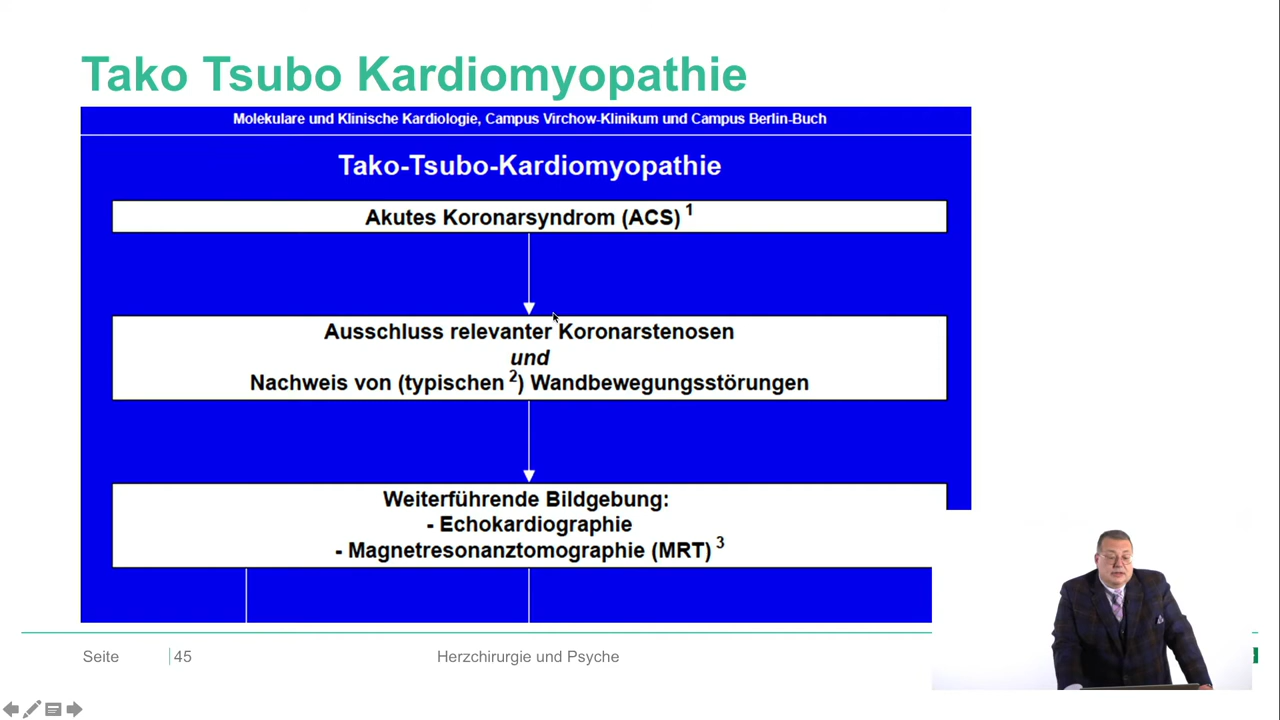 Tako Tsubo Kardiomyopathie
Molekulare und Klinische Kardiologie, Campus Virchow-Klinikum und Campus Berlin-Buch
Tako-Tsubo-Kardiomyopathie
Akutes Koronarsyndrom (ACS) 1
Ausschluss relevanter Koronarstenosen
und
Nachweis von (typischen 2) Wandbewegungsstörungen
Weiterführende Bildgebung:
- Echokardiographie
- Magnetresonanztomographie (MRT) 3
Seite | 45 Herzchirurgie und Psyche